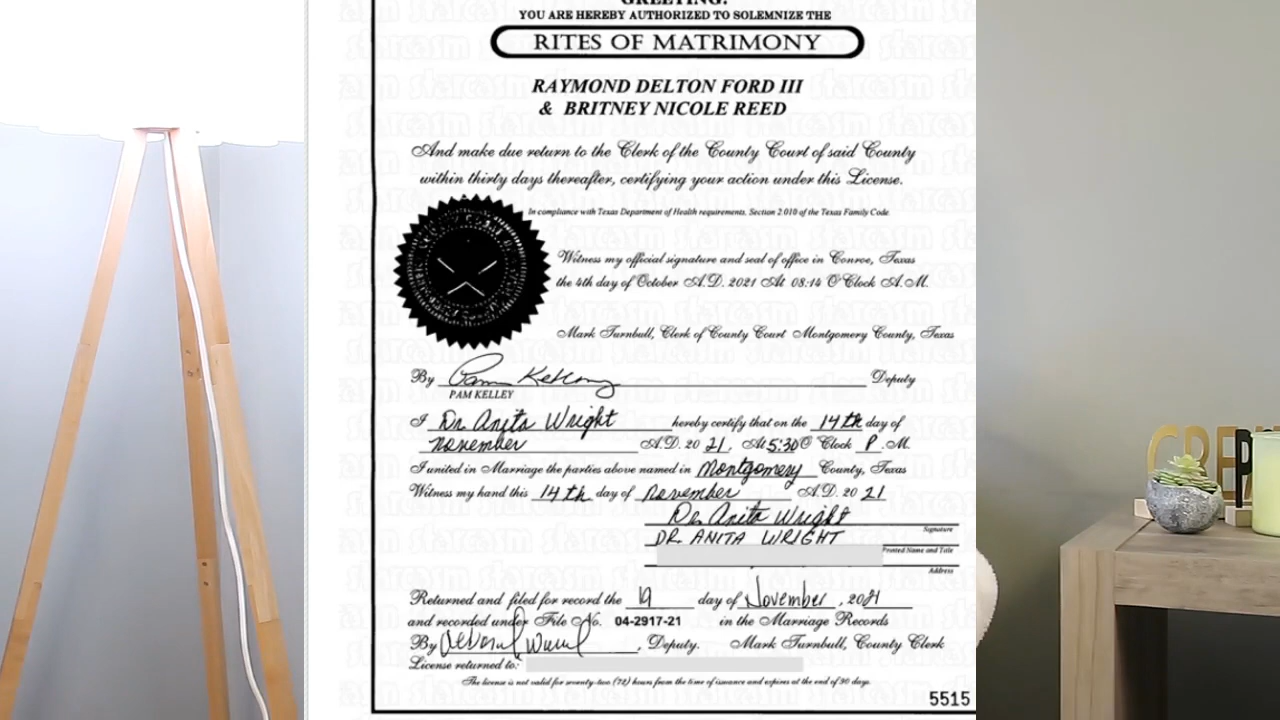 GREETING:
YOU ARE HEREBY AUTHORIZED TO SOLEMNIZE THE
RITES OF MATRIMONY
RAYMOND DELTON FORD III
& BRITNEY NICOLE REED
And make due return to the Clerk of the County Court of said County
within thirty days thereafter, certifying your action under this License.
In compliance with Texas Department of Health requirements, Section 2.010 of the Texas Family Code
Witness my official signature and seal of office in Conroe, Texas
the 4th day of October A.D. 2021 At 08:14 O'Clock A.M.
Mark Turnbull, Clerk of County Court Montgomery County, Texas
By Pam Kelley Deputy
PAM KELLEY
I Dr. Anita Wright hereby certify that on the 14th day of
November A.D. 20 21, At 5:30 O'Clock P.M.
I united in Marriage the parties above named in Montgomery County, Texas
Witness my hand this 14th day of November A.D. 20 21
Dr. Anita Wright
Signature
DR. ANITA WRIGHT
Printed Name and Title
Address
Returned and filed for record the 19 day of November, 2021
and recorded under File No. 04-2917-21 in the Marriage Records
By , Deputy. Mark Turnbull, County Clerk
License returned to:
The license is not valid for seventy-two (72) hours from the time of issuance and expires at the end of 90 days.
5515